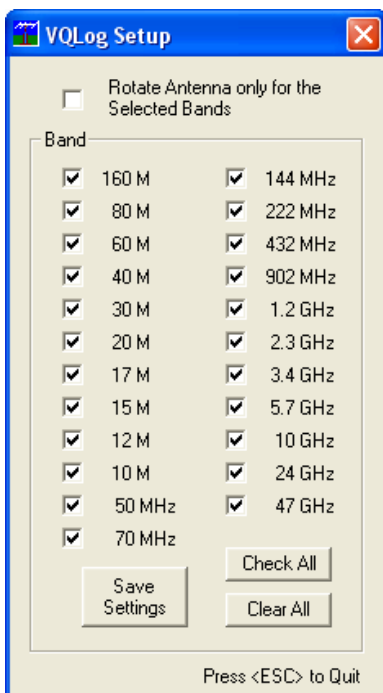 VQLog Setup
Rotate Antenna only for the
Selected Bands
Band
160 M
80 M
60 M
40 M
30 M
20 M
17 M
15 M
12 M
10 M
50 MHz
70 MHz
144 MHz
222 MHz
432 MHz
902 MHz
1.2 GHz
2.3 GHz
3.4 GHz
5.7 GHz
10 GHz
24 GHz
47 GHz
Check All
Save
Settings
Clear All
Press <ESC> to Quit